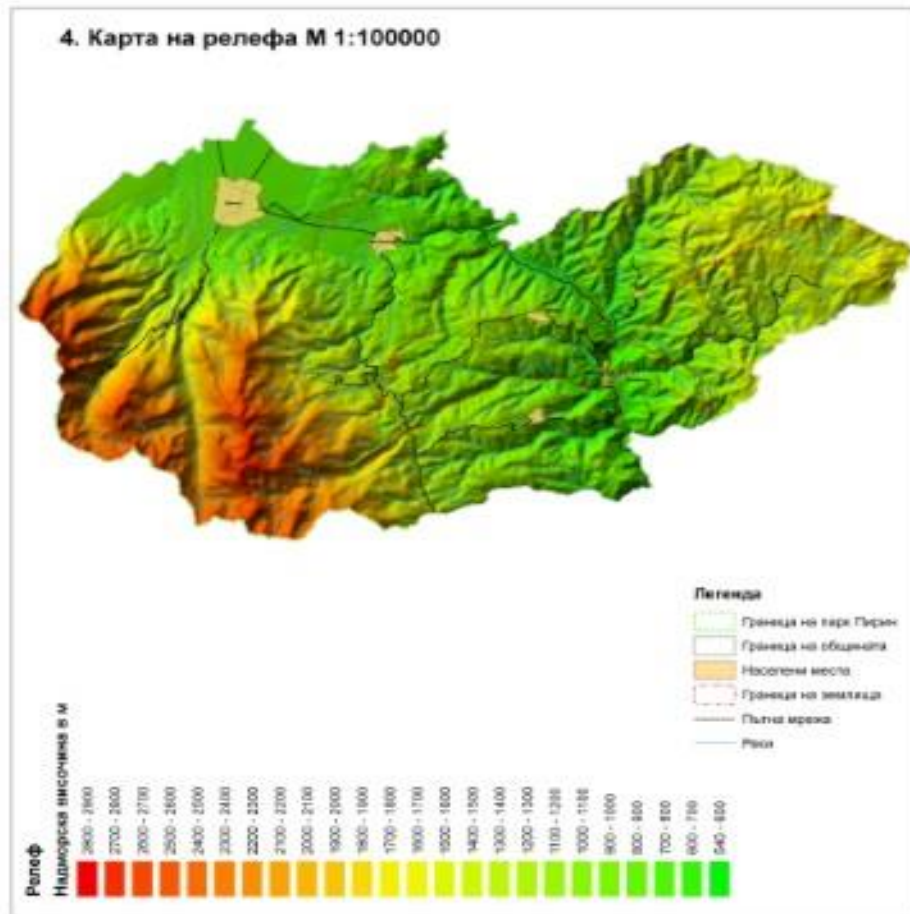 4. Карта на релефа М 1:100000
Легенда
Граница на парк Пирин
Граница на общината
Населени места
Граница на землища
Пътна мрежа
Реки
Релеф
Надморска височина в м
2800 - 2900
2700 - 2800
2600 - 2700
2500 - 2600
2400 - 2500
2300 - 2400
2200 - 2300
2100 - 2200
2000 - 2100
1900 - 2000
1800 - 1900
1700 - 1800
1600 - 1700
1500 - 1600
1400 - 1500
1300 - 1400
1200 - 1300
1100 - 1200
1000 - 1100
900 - 1000
800 - 900
700 - 800
600 - 700
540 - 600